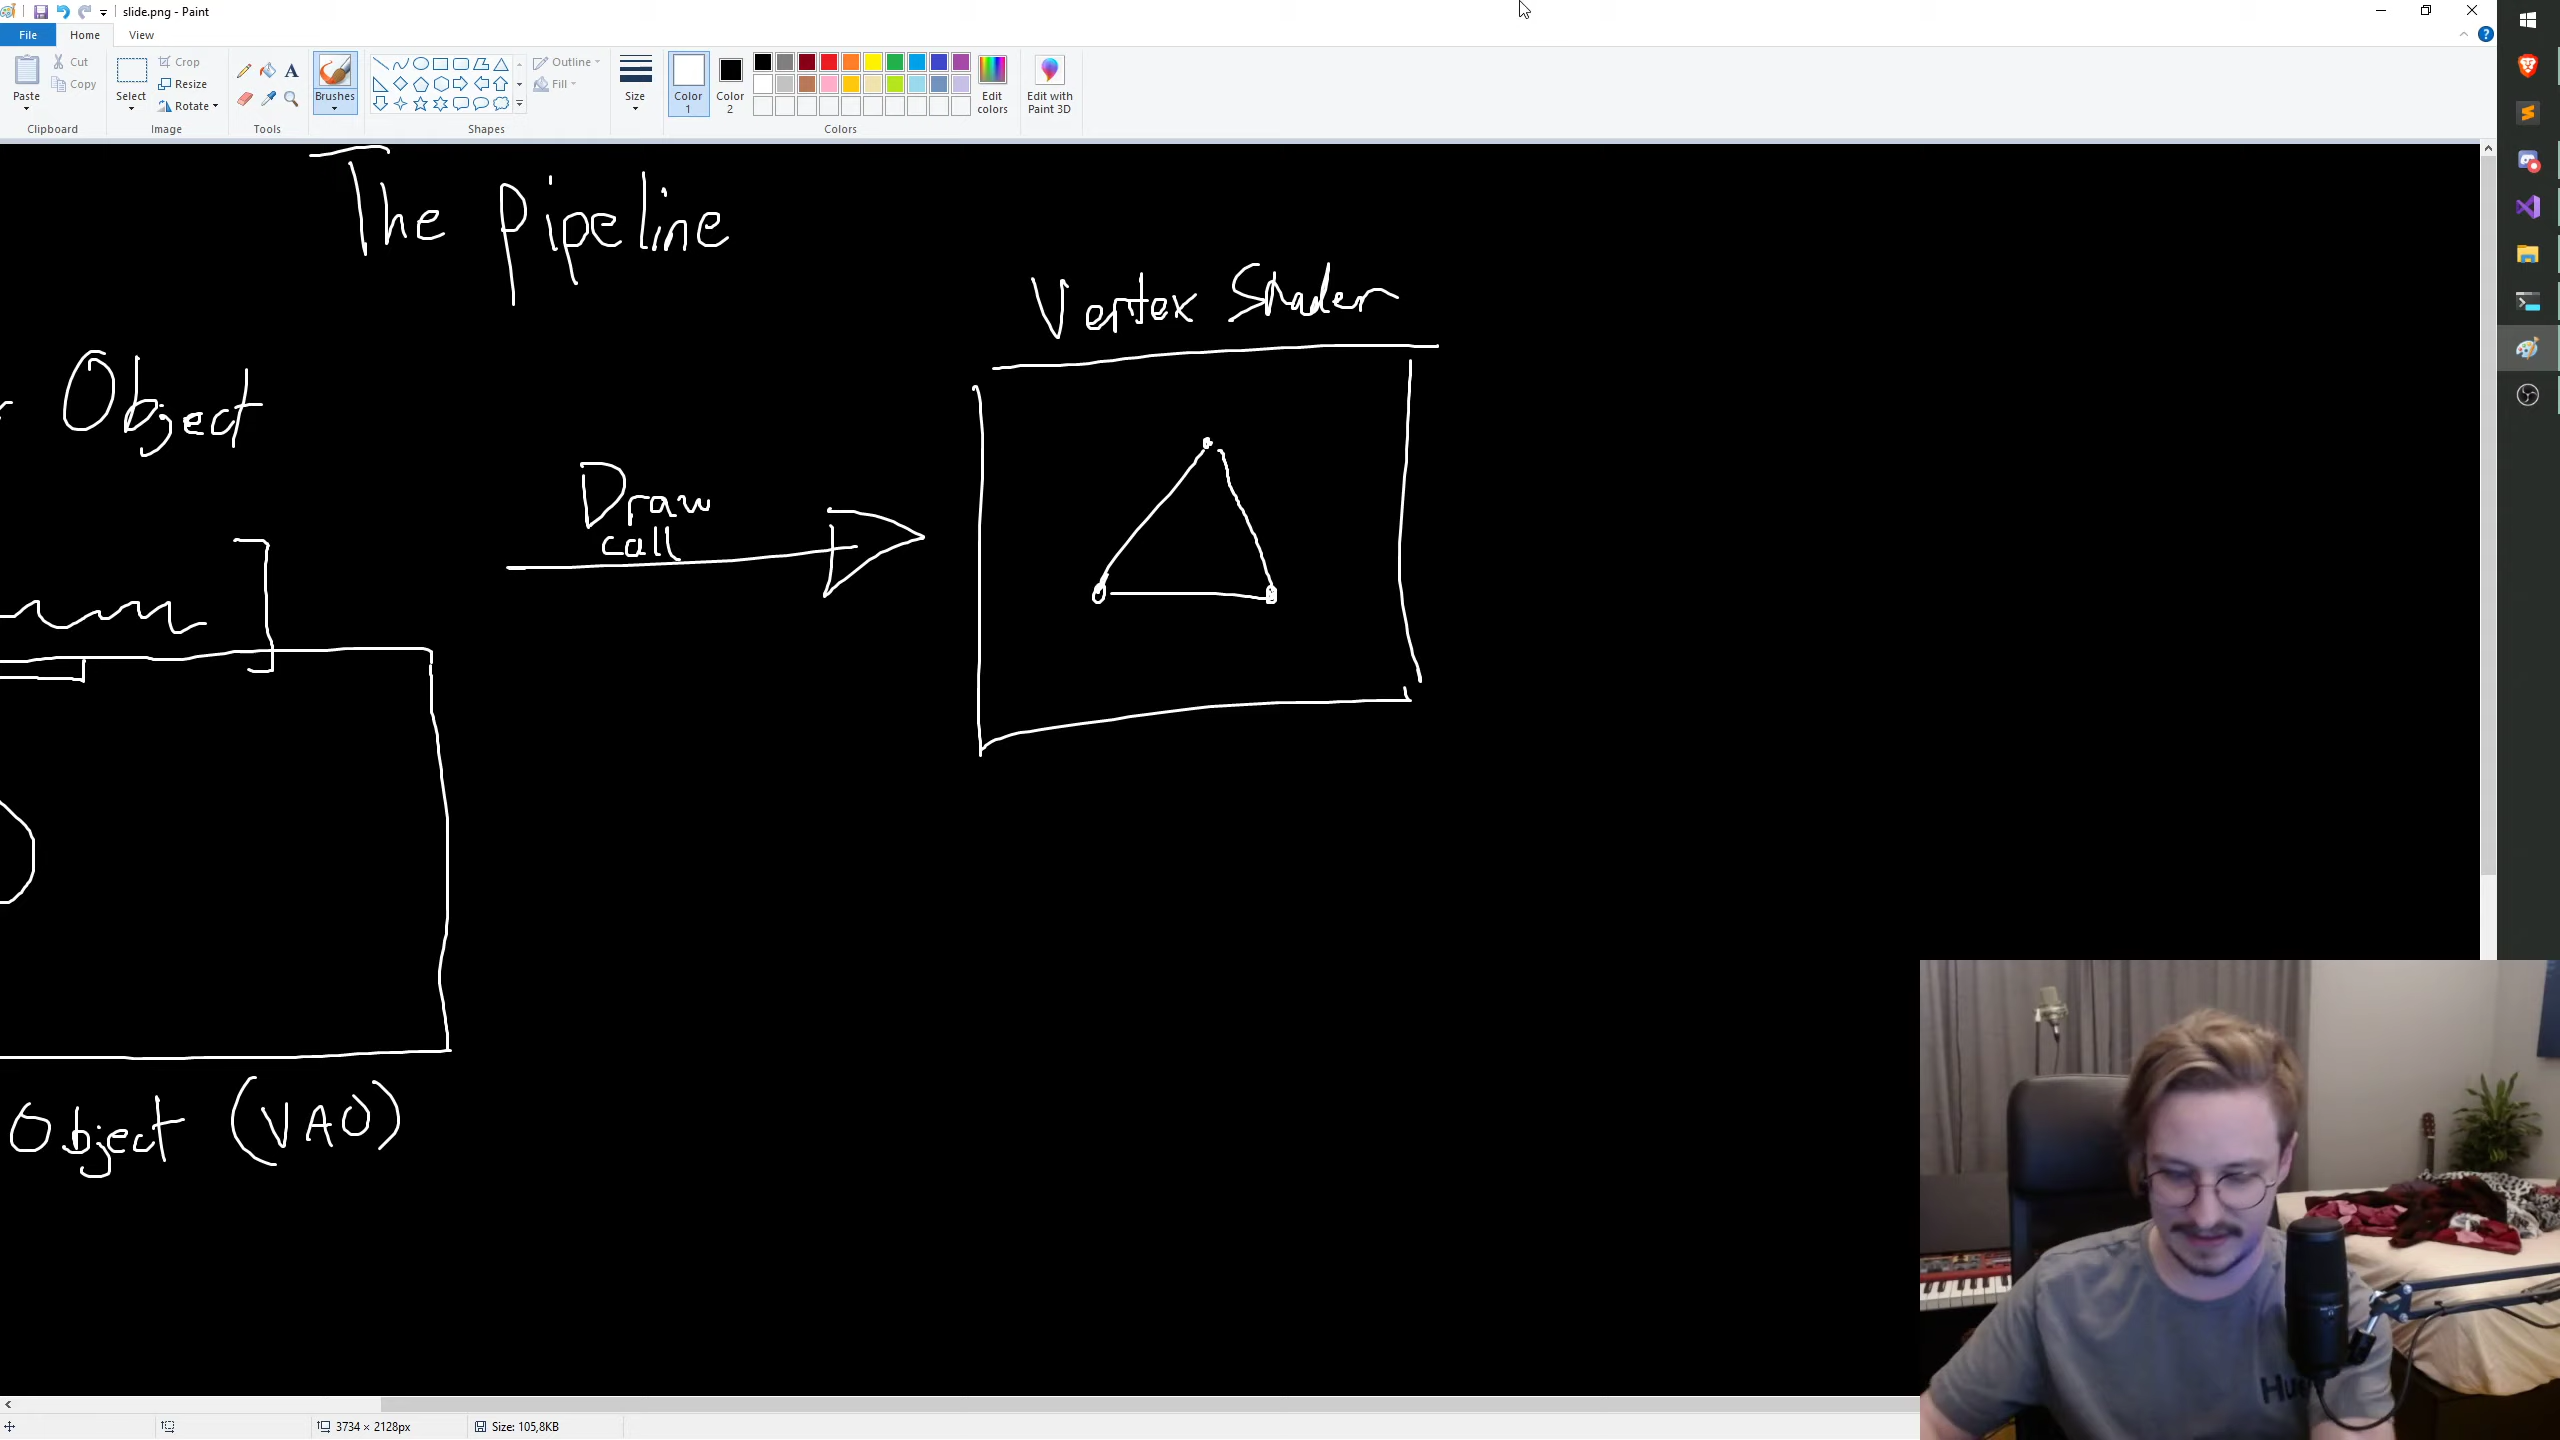 slide.png - Paint
File Home View
Paste
Cut
Copy
Clipboard
Select
Crop
Resize
Rotate
Image
Tools
Brushes
Shapes
Outline
Fill
Size
Color 1
Color 2
Colors
Edit colors
Edit with Paint 3D
The pipeline
Vertex Shader
Object
Draw
call
Object (VAO)
3734 × 2128px
Size: 105,8KB